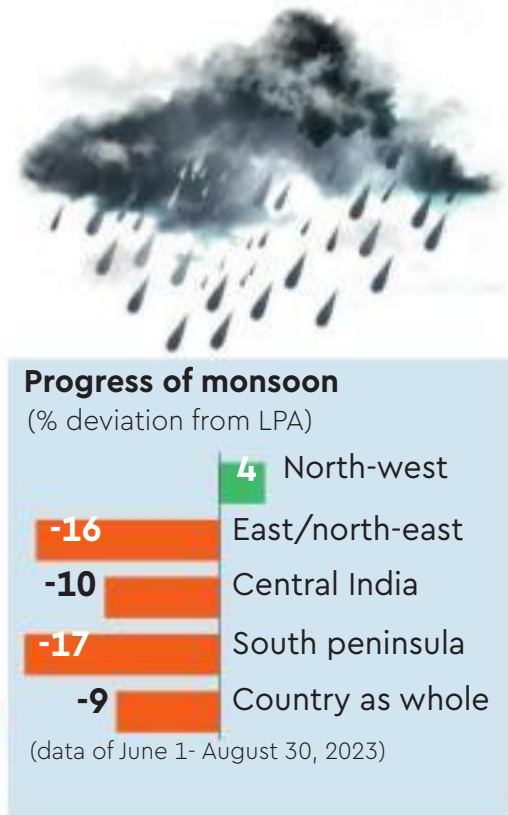 Progress of monsoon
(% deviation from LPA)
4 North-west
-16 East/north-east
-10 Central India
-17 South peninsula
-9 Country as whole
(data of June 1- August 30, 2023)